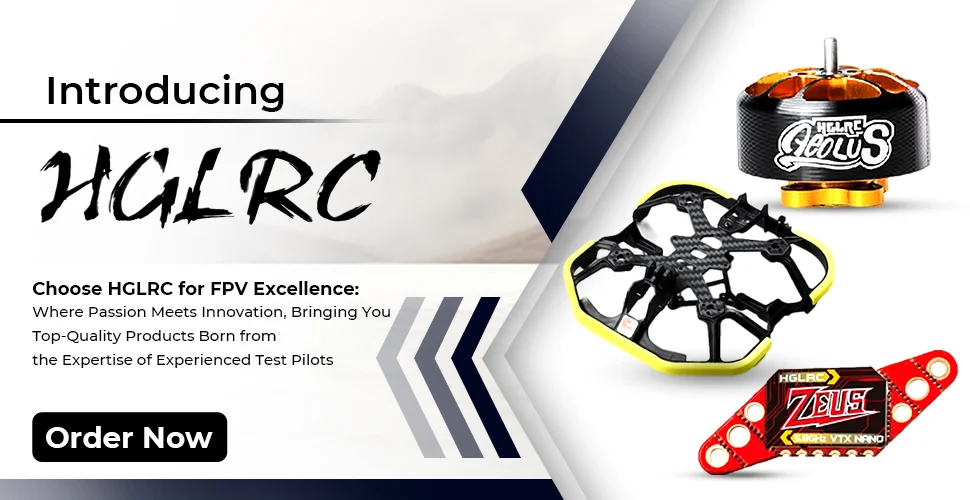 Introducing
HGLRC
Choose HGLRC for FPV Excellence:
Where Passion Meets Innovation, Bringing You
Top-Quality Products Born from
the Expertise of Experienced Test Pilots
Order Now
HGLRC
AEOLUS
HGLRC
ZEUS
5.8GHz VTX NANO